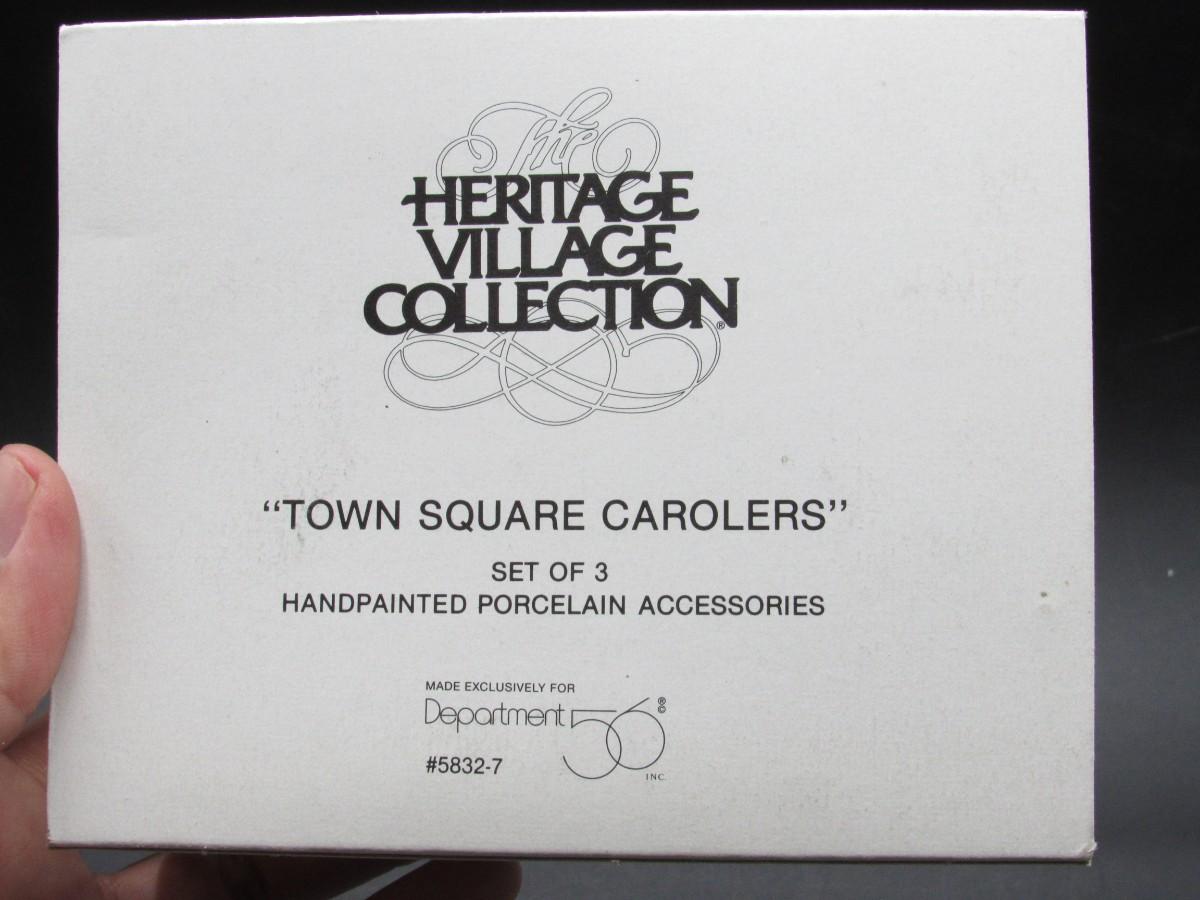 The
HERITAGE
VILLAGE
COLLECTION®
“TOWN SQUARE CAROLERS”
SET OF 3
HANDPAINTED PORCELAIN ACCESSORIES
MADE EXCLUSIVELY FOR
Department 56 ® ©
INC.
#5832-7